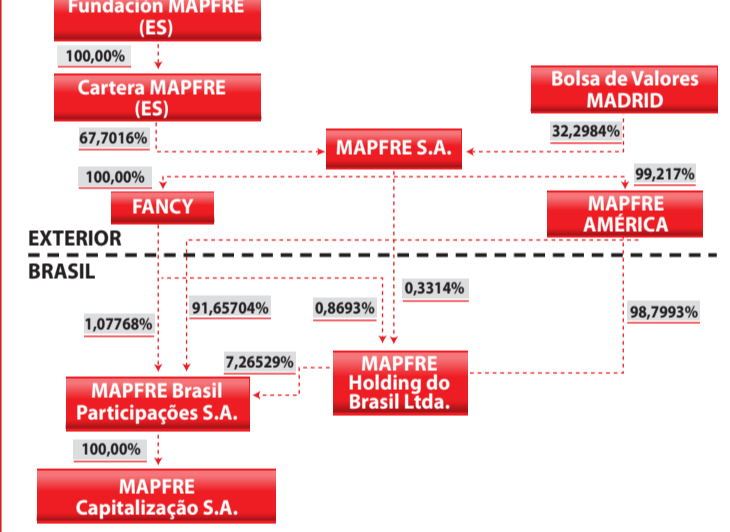 Fundación MAPFRE
(ES)
100,00%
Cartera MAPFRE
(ES)
Bolsa de Valores
MADRID
67,7016%
32,2984%
MAPFRE S.A.
100,00%
99,217%
FANCY
MAPFRE
AMÉRICA
EXTERIOR
BRASIL
1,07768%
91,65704%
0,8693%
0,3314%
98,7993%
7,26529%
MAPFRE
Holding do
Brasil Ltda.
MAPFRE Brasil
Participações S.A.
100,00%
MAPFRE
Capitalização S.A.